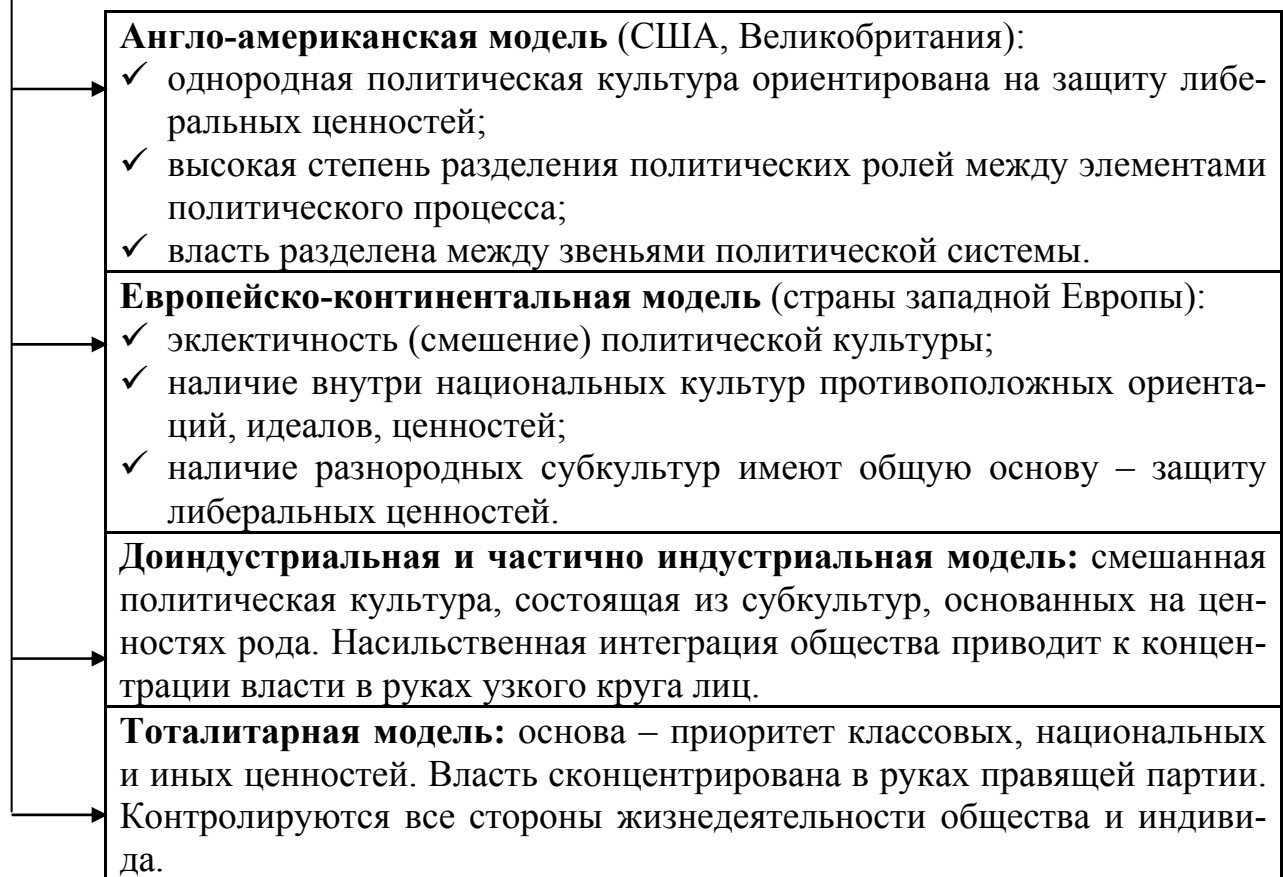 Англо-американская модель (США, Великобритания):
✓ однородная политическая культура ориентирована на защиту либе-
ральных ценностей;
✓ высокая степень разделения политических ролей между элементами
политического процесса;
✓ власть разделена между звеньями политической системы.
Европейско-континентальная модель (страны западной Европы):
✓ эклектичность (смешение) политической культуры;
✓ наличие внутри национальных культур противоположных ориента-
ций, идеалов, ценностей;
✓ наличие разнородных субкультур имеют общую основу – защиту
либеральных ценностей.
Доиндустриальная и частично индустриальная модель: смешанная
политическая культура, состоящая из субкультур, основанных на цен-
ностях рода. Насильственная интеграция общества приводит к концен-
трации власти в руках узкого круга лиц.
Тоталитарная модель: основа – приоритет классовых, национальных
и иных ценностей. Власть сконцентрирована в руках правящей партии.
Контролируются все стороны жизнедеятельности общества и индиви-
да.